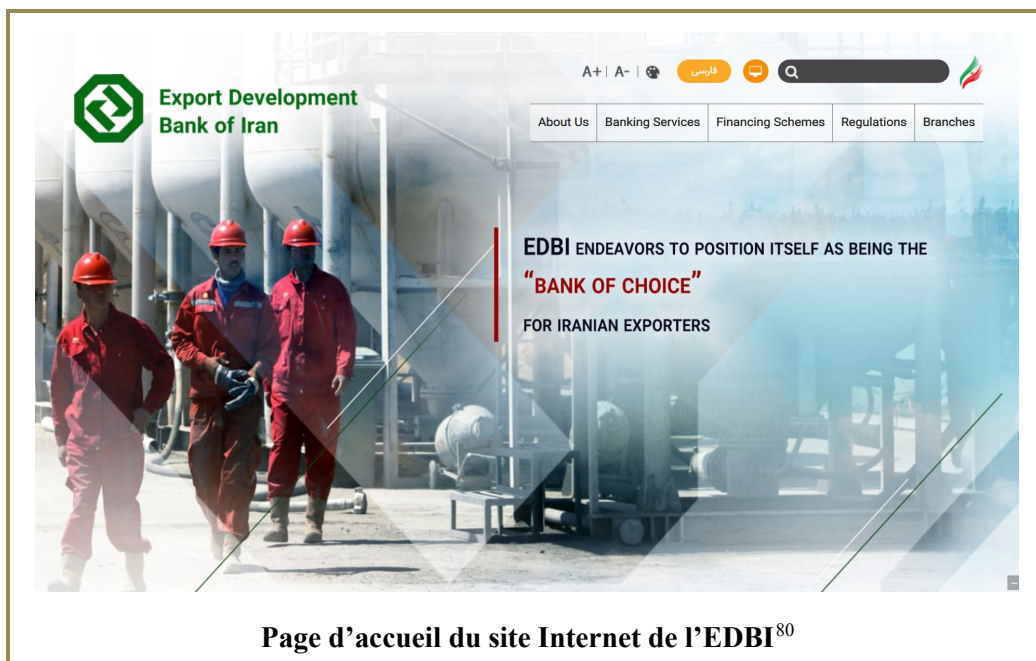 Export Development
Bank of Iran
A+ | A- |
فارسی
About Us
Banking Services
Financing Schemes
Regulations
Branches
EDBI ENDEAVORS TO POSITION ITSELF AS BEING THE
“BANK OF CHOICE”
FOR IRANIAN EXPORTERS
Page d’accueil du site Internet de l’EDBI80